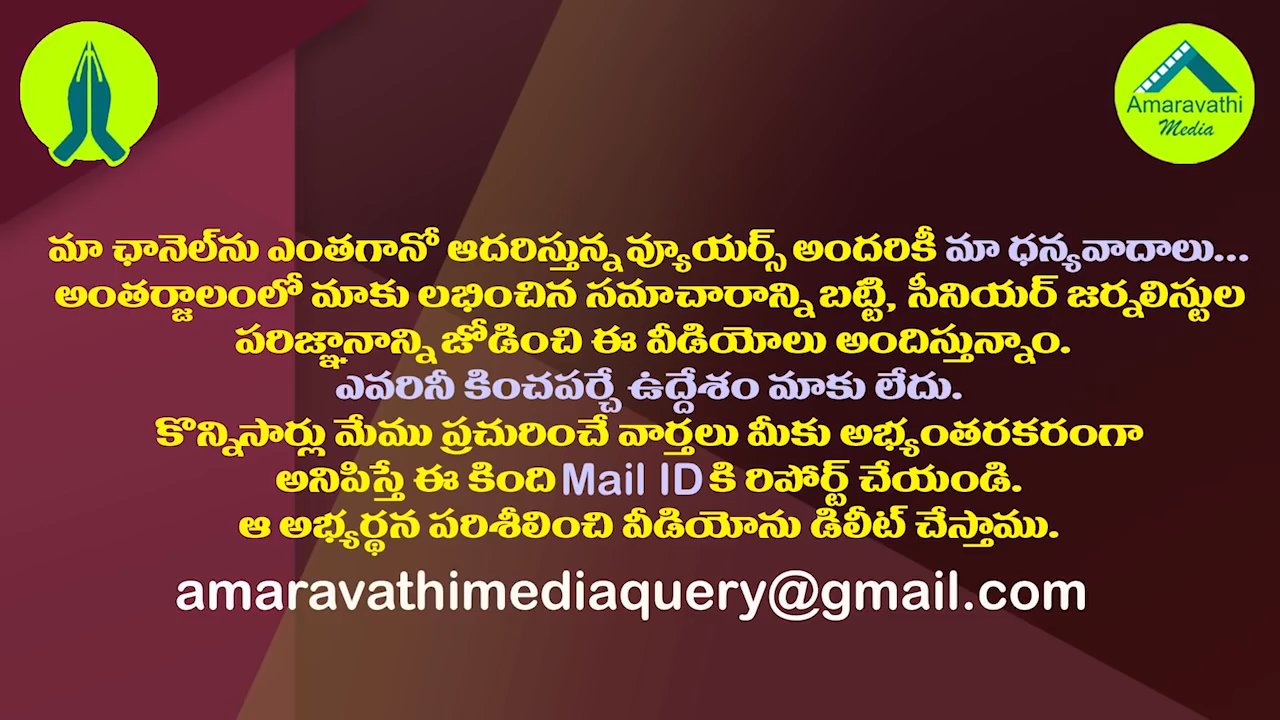 Amaravathi
Media
మా ఛానెల్‌ను ఎంతగానో ఆదరిస్తున్న వ్యూయర్స్ అందరికీ మా ధన్యవాదాలు...
అంతర్జాలంలో మాకు లభించిన సమాచారాన్ని బట్టి, సీనియర్ జర్నలిస్టుల
పరిజ్ఞానాన్ని జోడించి ఈ వీడియోలు అందిస్తున్నాం.
ఎవరినీ కించపర్చే ఉద్దేశం మాకు లేదు.
కొన్నిసార్లు మేము ప్రచురించే వార్తలు మీకు అభ్యంతరకరంగా
అనిపిస్తే ఈ కింది Mail ID కి రిపోర్ట్ చేయండి.
ఆ అభ్యర్థన పరిశీలించి వీడియోను డిలీట్ చేస్తాము.
amaravathimediaquery@gmail.com